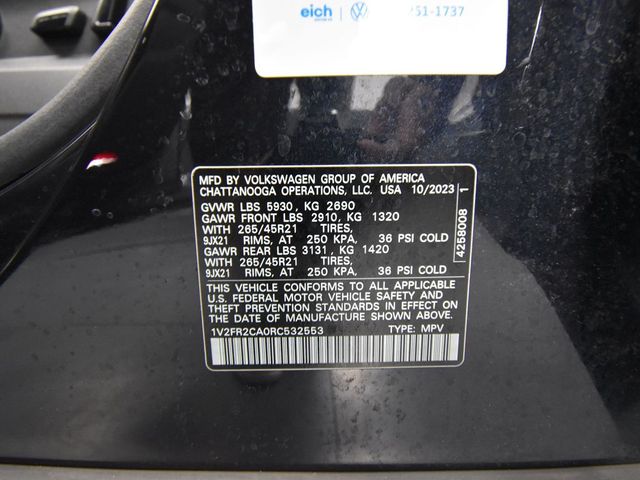 eich
751-1737
MFD BY VOLKSWAGEN GROUP OF AMERICA
CHATTANOOGA OPERATIONS, LLC. USA 10/2023
GVWR LBS 5930 , KG 2690
GAWR FRONT LBS 2910, KG 1320
WITH 265/45R21 TIRES,
9JX21 RIMS, AT 250 KPA, 36 PSI COLD
GAWR REAR LBS 3131, KG 1420
WITH 265/45R21 TIRES,
9JX21 RIMS, AT 250 KPA, 36 PSI COLD
THIS VEHICLE CONFORMS TO ALL APPLICABLE
U.S. FEDERAL MOTOR VEHICLE SAFETY AND
THEFT PREVENTION STANDARDS IN EFFECT ON
THE DATE OF MANUFACTURE SHOWN ABOVE.
1V2FR2CA0RC532553 TYPE: MPV
4258008 1